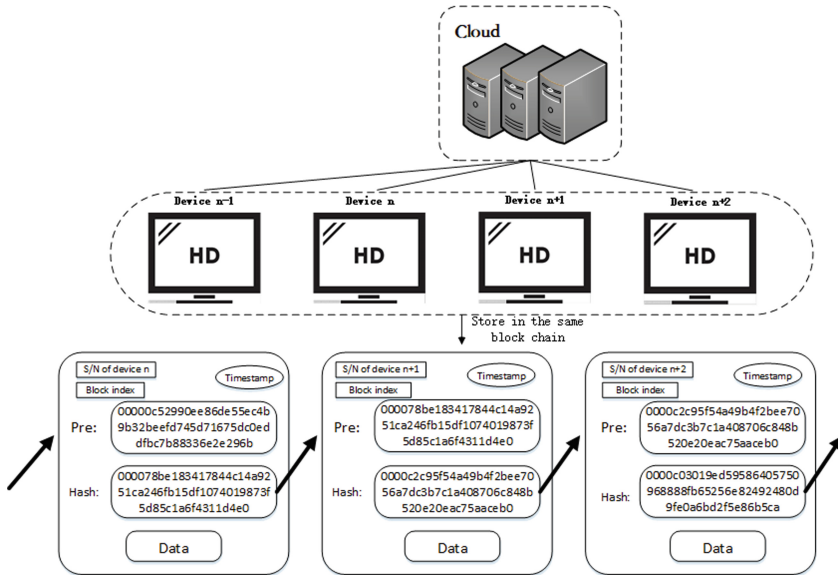 Cloud
Device n-1
Device n
Device n+1
Device n+2
HD
HD
HD
HD
Store in the same
block chain
S/N of device n
Timestamp
Block index
Pre:
00000c52990ee86de55ec4b
9b32beefd745d71675dc0ed
dfbc7b88336e2e296b
Hash:
000078be183417844c14a92
51ca246fb15df1074019873f
5d85c1a6f4311d4e0
Data
S/N of device n+1
Timestamp
Block index
Pre:
000078be183417844c14a92
51ca246fb15df1074019873f
5d85c1a6f4311d4e0
Hash:
0000c2c95f54a49b4f2bee70
56a7dc3b7c1a408706c848b
520e20eac75aaceb0
Data
S/N of device n+2
Timestamp
Block index
Pre:
0000c2c95f54a49b4f2bee70
56a7dc3b7c1a408706c848b
520e20eac75aaceb0
Hash:
0000c03019ed59586405750
968888fb65256e82492480d
9fe0a6bd2f5e86b5ca
Data